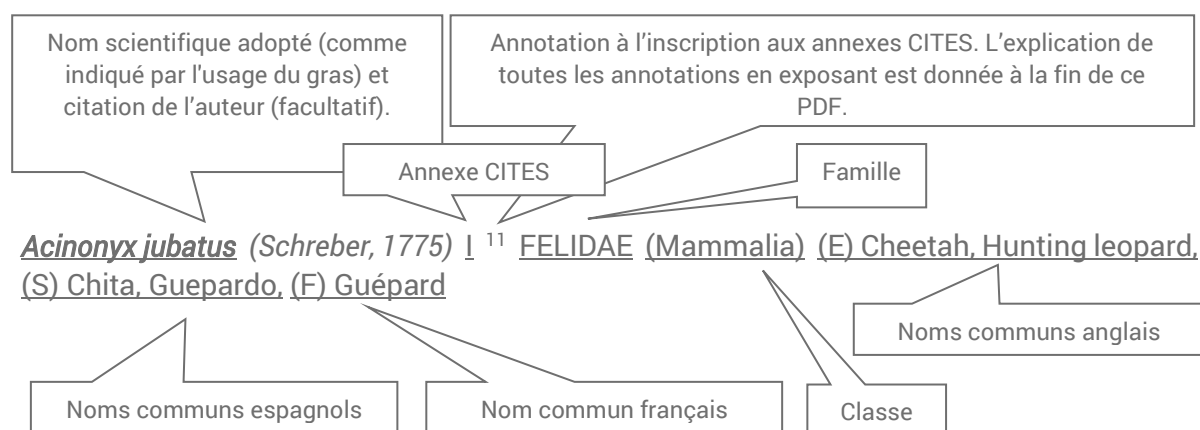 Nom scientifique adopté (comme
indiqué par l'usage du gras) et
citation de l’auteur (facultatif).
Annotation à l’inscription aux annexes CITES. L’explication de
toutes les annotations en exposant est donnée à la fin de ce
PDF.
Annexe CITES
Famille
Acinonyx jubatus (Schreber, 1775) I 11 FELIDAE (Mammalia) (E) Cheetah, Hunting leopard,
(S) Chita, Guepardo, (F) Guépard
Noms communs anglais
Noms communs espagnols
Nom commun français
Classe